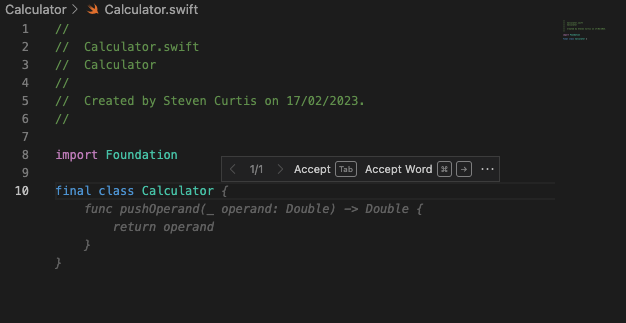 Calculator > Calculator.swift
1 //
2 //  Calculator.swift
3 //  Calculator
4 //
5 //  Created by Steven Curtis on 17/02/2023.
6 //
7
8 import Foundation
9
< 1/1 > Accept Tab Accept Word ⌘ → ...
10 final class Calculator {
    func pushOperand(_ operand: Double) -> Double {
        return operand
    }
}